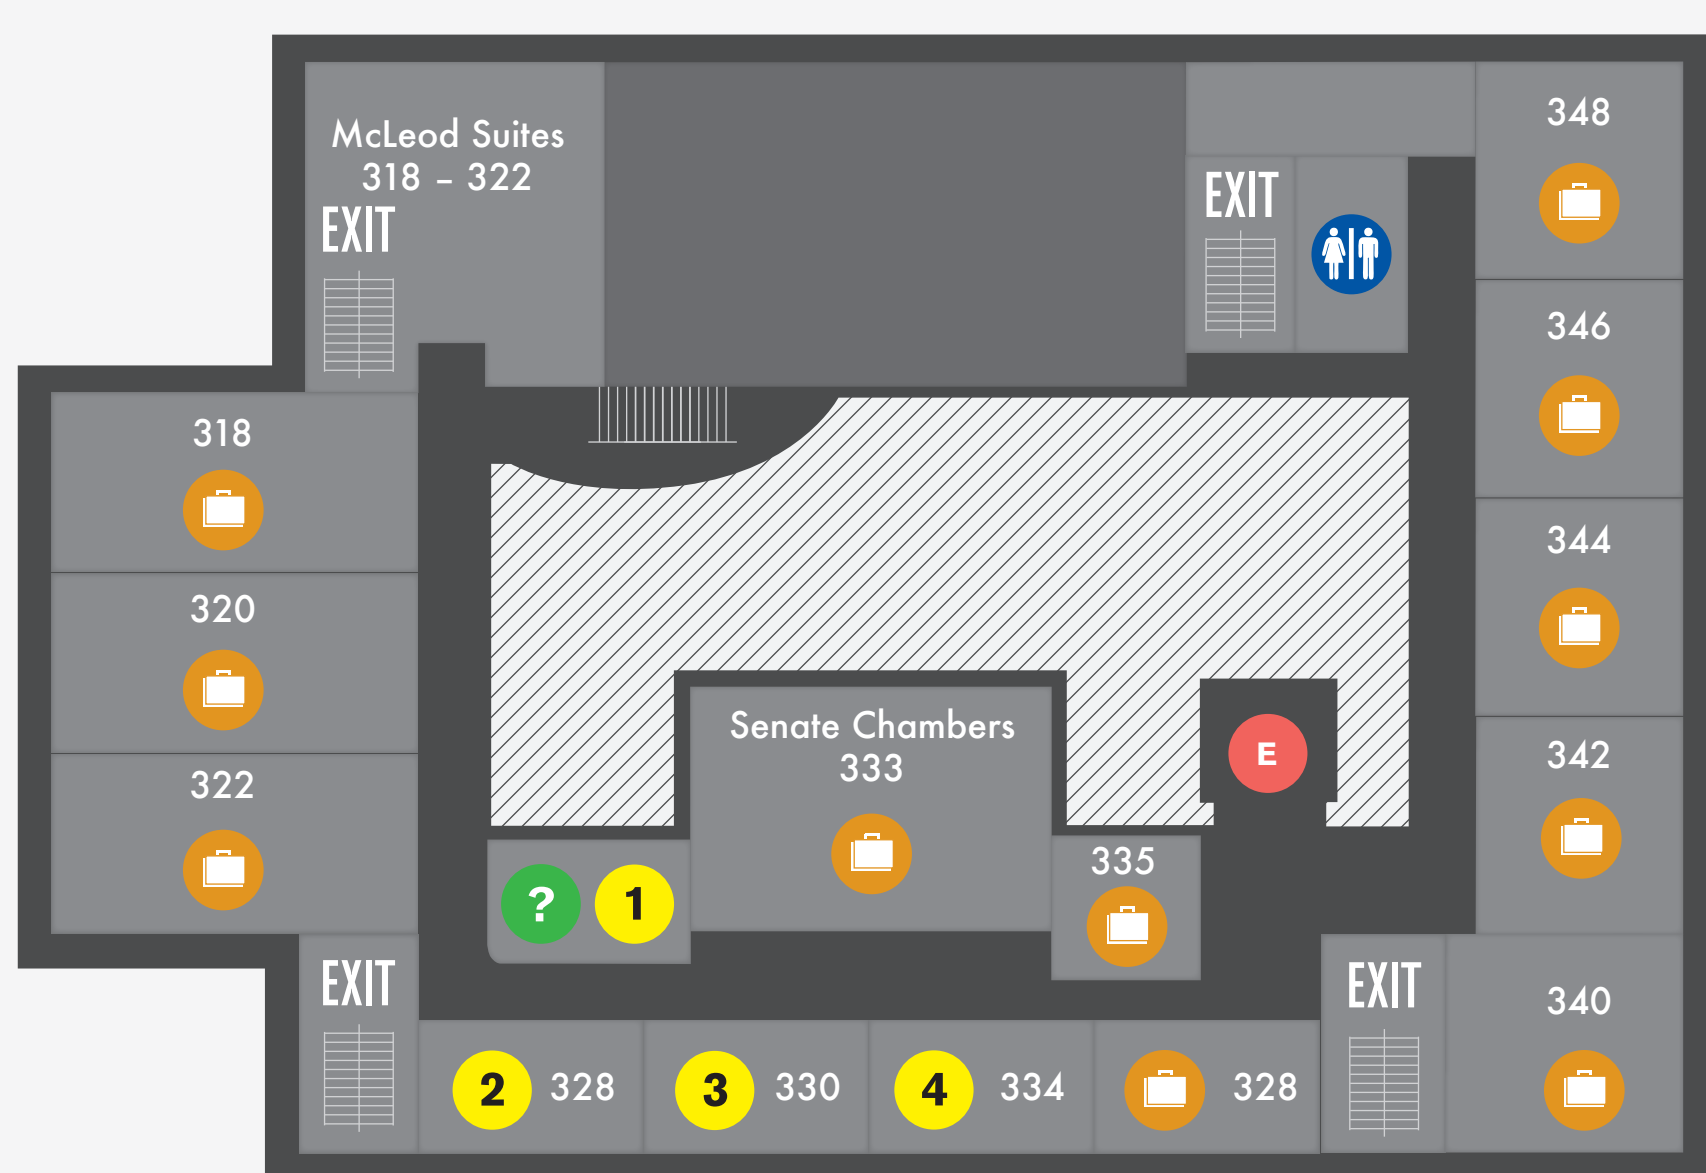 McLeod Suites
318 – 322
EXIT
EXIT
348
346
344
342
340
318
320
322
Senate Chambers
333
E
335
? 1
EXIT
EXIT
2 328
3 330
4 334
328